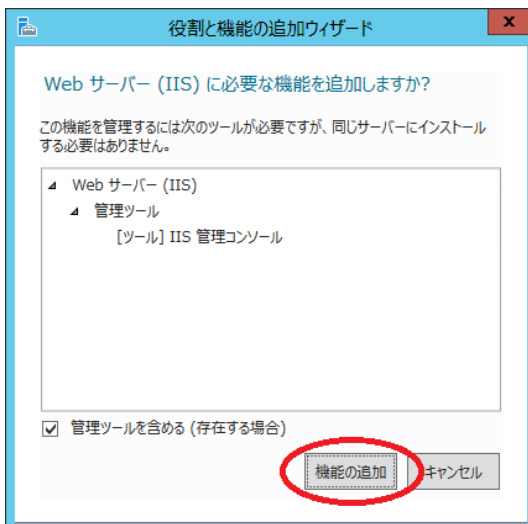 役割と機能の追加ウィザード
x
Web サーバー (IIS) に必要な機能を追加しますか?
この機能を管理するには次のツールが必要ですが、同じサーバーにインストール
する必要はありません。
Web サーバー (IIS)
管理ツール
[ツール] IIS 管理コンソール
管理ツールを含める (存在する場合)
機能の追加 キャンセル